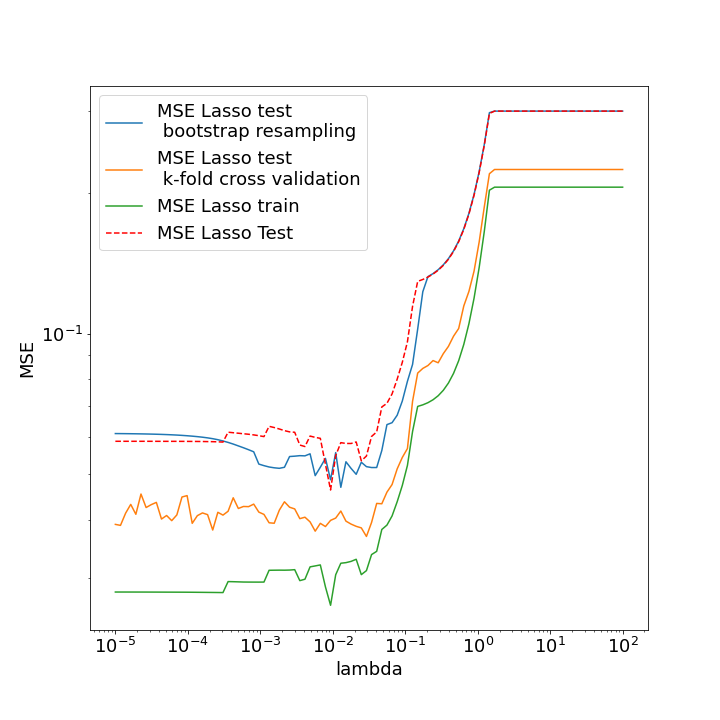 MSE Lasso test
bootstrap resampling
MSE Lasso test
k-fold cross validation
MSE Lasso train
MSE Lasso Test
MSE
10⁻¹
10⁻⁵ 10⁻⁴ 10⁻³ 10⁻² 10⁻¹ 10⁰ 10¹ 10²
lambda